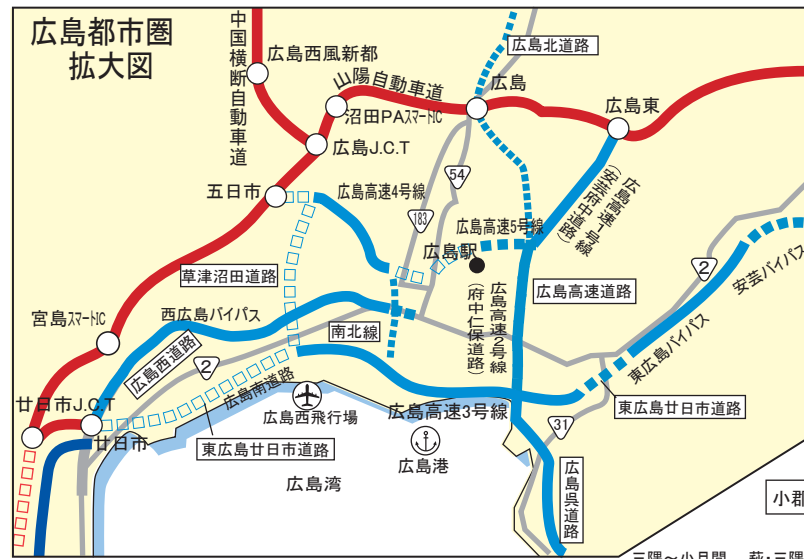 広島都市圏
拡大図
中国横断自動車道
広島西風新都
山陽自動車道
沼田PAスマートIC
広島J.C.T
広島
広島北道路
広島東
五日市
広島高速4号線
54
183
広島高速5号線
広島駅
広島高速1号線
(安芸府中道路)
草津沼田道路
西広島バイパス
宮島スマートIC
広島西道路
2
南北線
広島高速2号線
(府中仁保道路)
広島高速道路
2
安芸バイパス
東広島バイパス
廿日市J.C.T
廿日市
広島南道路
東広島廿日市道路
広島西飛行場
広島高速3号線
広島港
広島湾
31
東広島廿日市道路
広島呉道路
小郡
三隅~小月間
萩・三隅